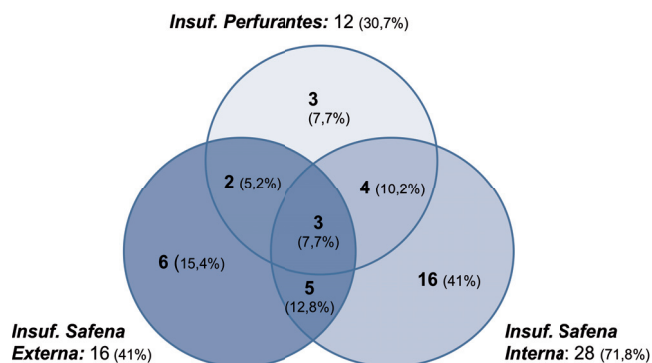 Insuf. Perfurantes: 12 (30,7%)
3
(7,7%)
2 (5,2%)
4 (10,2%)
3
(7,7%)
6 (15,4%)
16 (41%)
5
(12,8%)
Insuf. Safena
Externa: 16 (41%)
Insuf. Safena
Interna: 28 (71,8%)